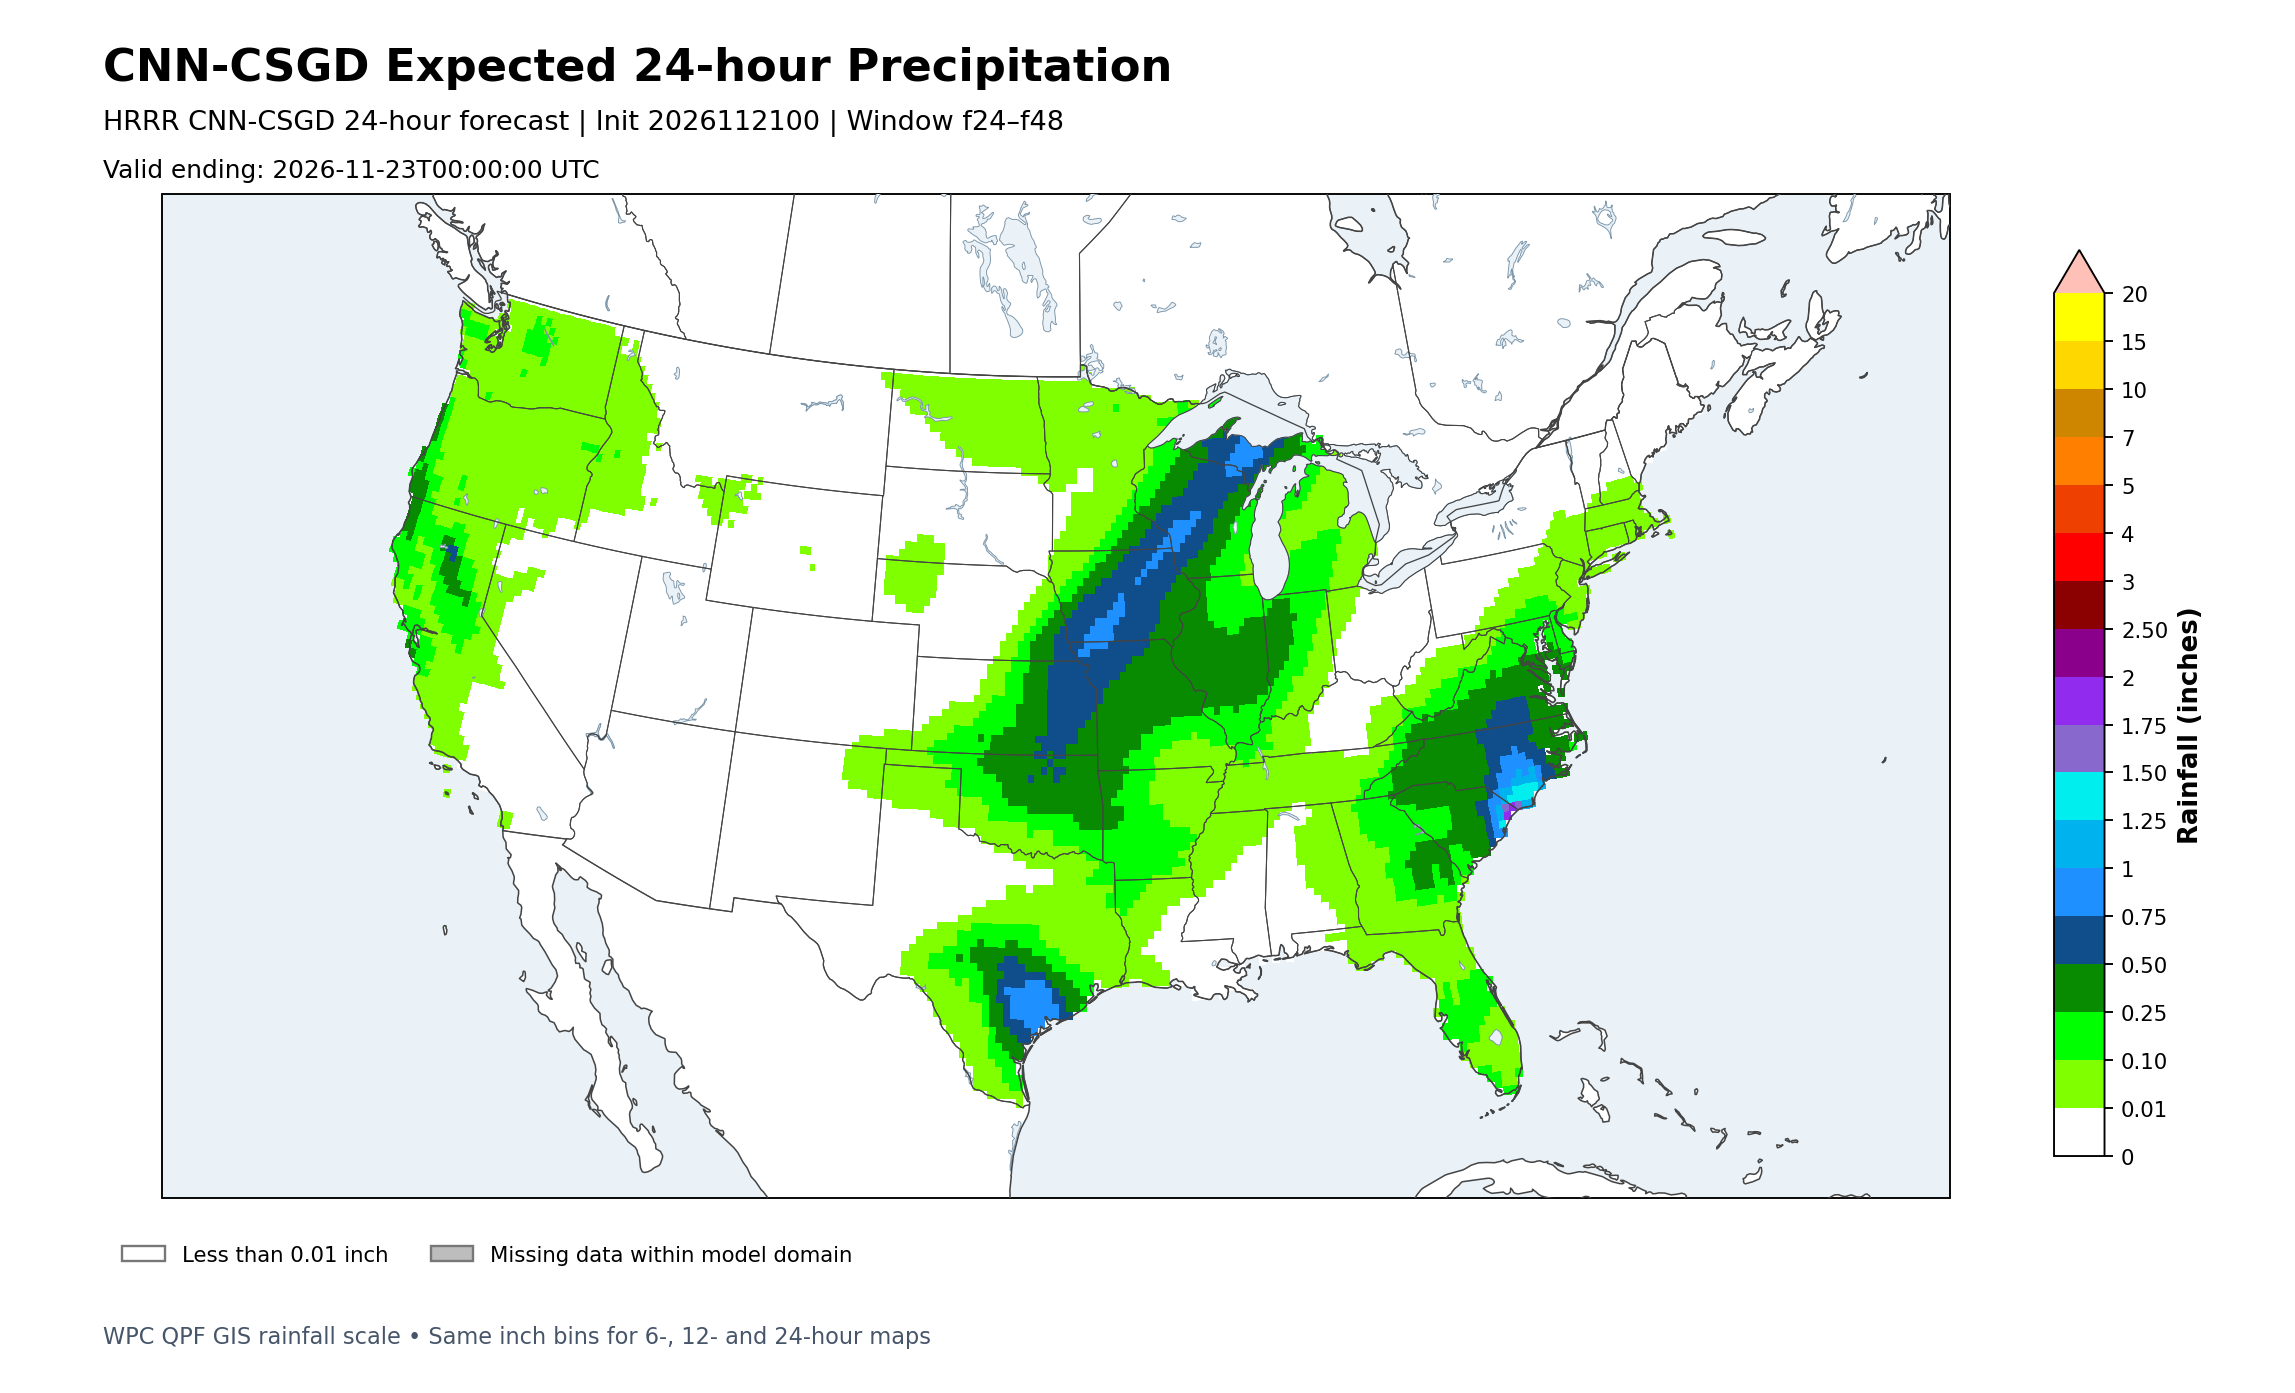 CNN-CSGD Expected 24-hour Precipitation
HRRR CNN-CSGD 24-hour forecast | Init 2026112100 | Window f24–f48
Valid ending: 2026-11-23T00:00:00 UTC
20
15
10
7
5
4
3
2.50
2
1.75
1.50
1.25
1
0.75
0.50
0.25
0.10
0.01
0
Rainfall (inches)
Less than 0.01 inch
Missing data within model domain
WPC QPF GIS rainfall scale • Same inch bins for 6-, 12- and 24-hour maps